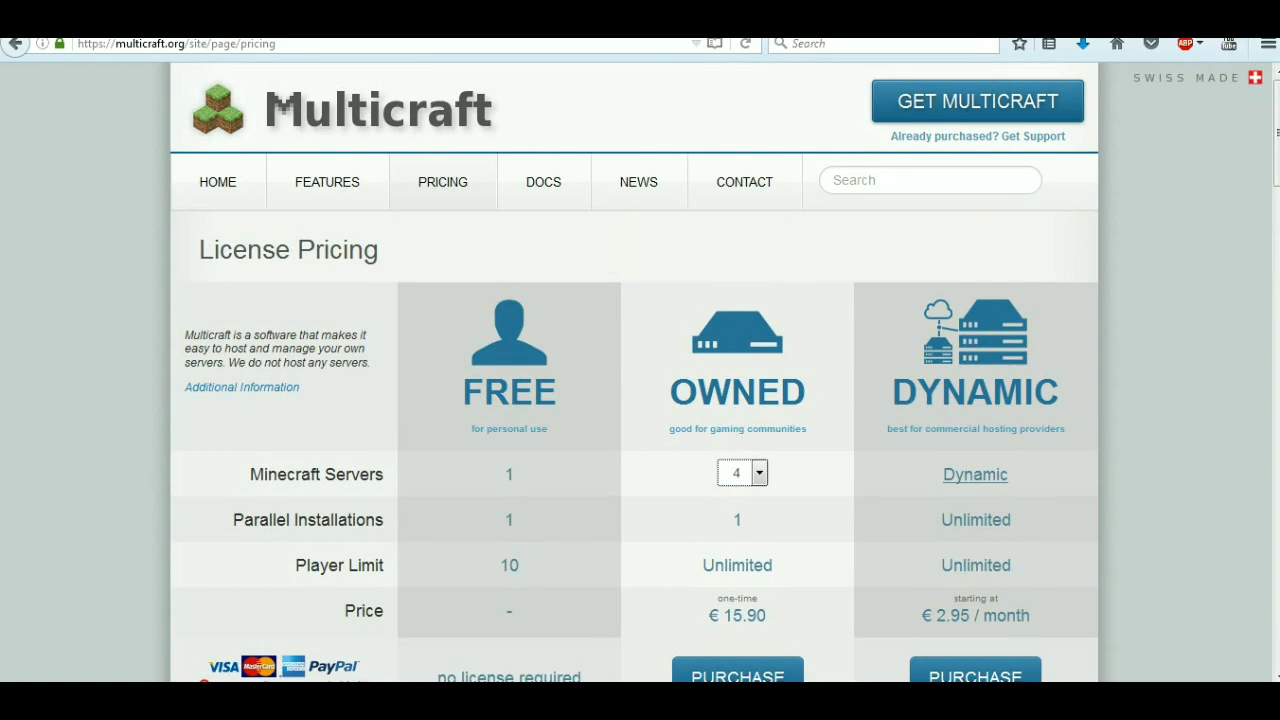 https://multicraft.org/site/page/pricing
Search
ABP
You Tube
SWISS MADE
Multicraft
GET MULTICRAFT
Already purchased? Get Support
HOME
FEATURES
PRICING
DOCS
NEWS
CONTACT
Search
License Pricing
Multicraft is a software that makes it
easy to host and manage your own
servers. We do not host any servers.
Additional Information
FREE
for personal use
OWNED
good for gaming communities
DYNAMIC
best for commercial hosting providers
Minecraft Servers
1
4
Dynamic
Parallel Installations
1
1
Unlimited
Player Limit
10
Unlimited
Unlimited
Price
-
one-time
€ 15.90
starting at
€ 2.95 / month
VISA
MasterCard
PayPal
no license required
PURCHASE
PURCHASE